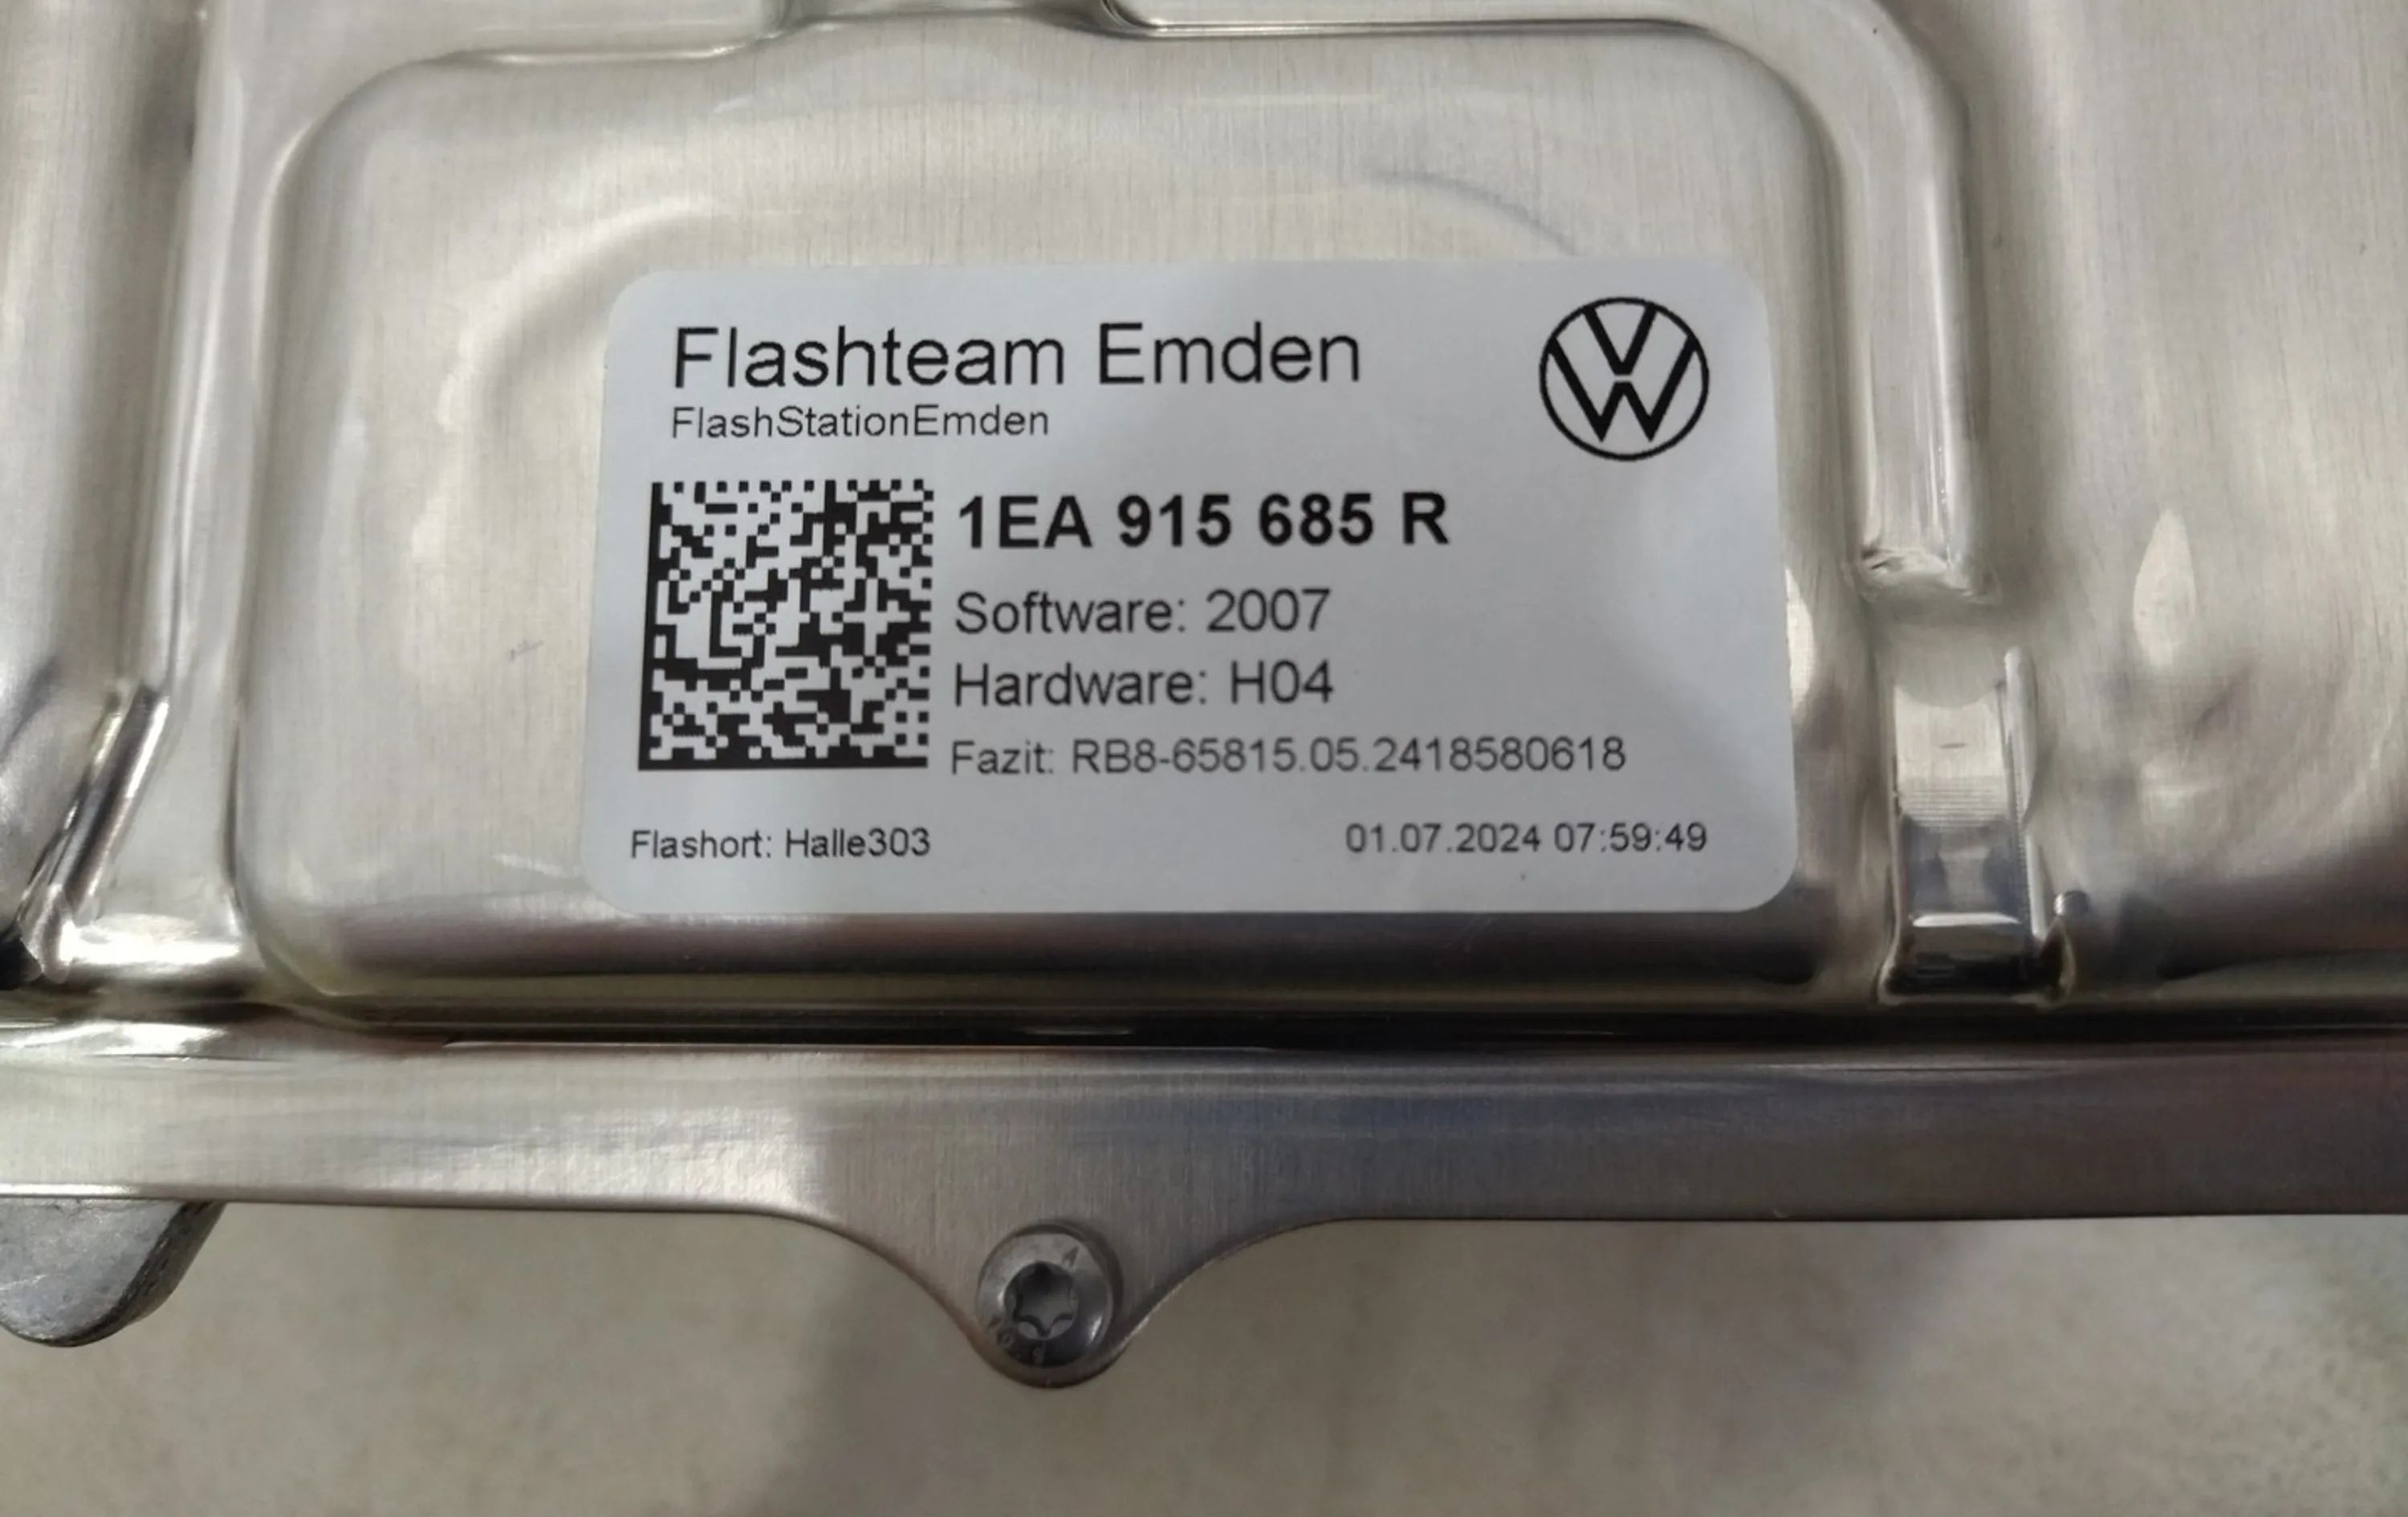 Flashteam Emden
FlashStationEmden
1EA 915 685 R
Software: 2007
Hardware: H04
Fazit: RB8-65815.05.2418580618
Flashort: Halle303
01.07.2024 07:59:49